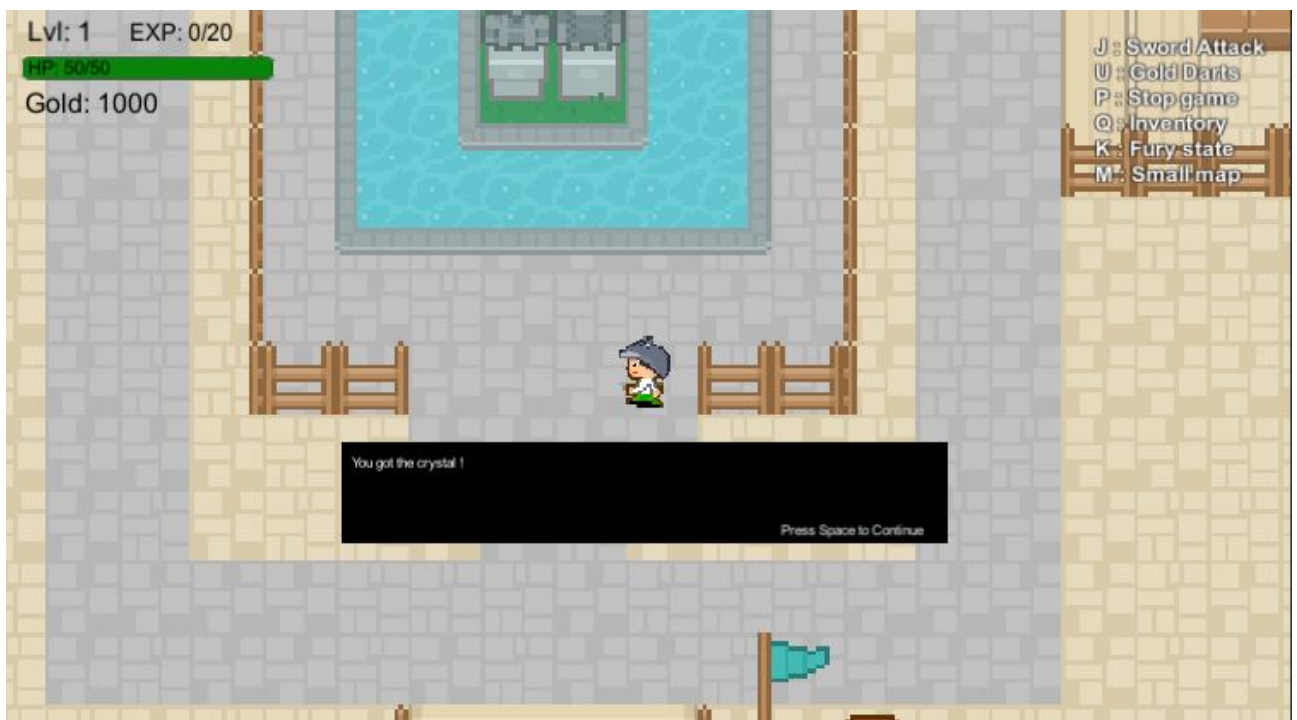 Lvl: 1 EXP: 0/20
HP: 50/50
Gold: 1000
J : Sword Attack
U : Gold Darts
P : Stop game
Q : Inventory
K : Fury state
M : Small map
You got the crystal !
Press Space to Continue